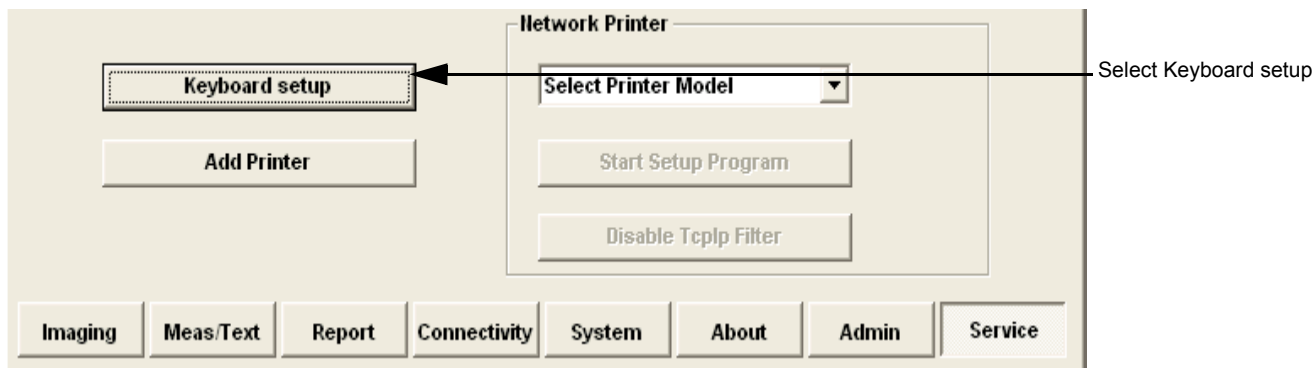 Network Printer
Keyboard setup
Select Printer Model
Select Keyboard setup
Add Printer
Start Setup Program
Disable TcpIp Filter
Imaging
Meas/Text
Report
Connectivity
System
About
Admin
Service